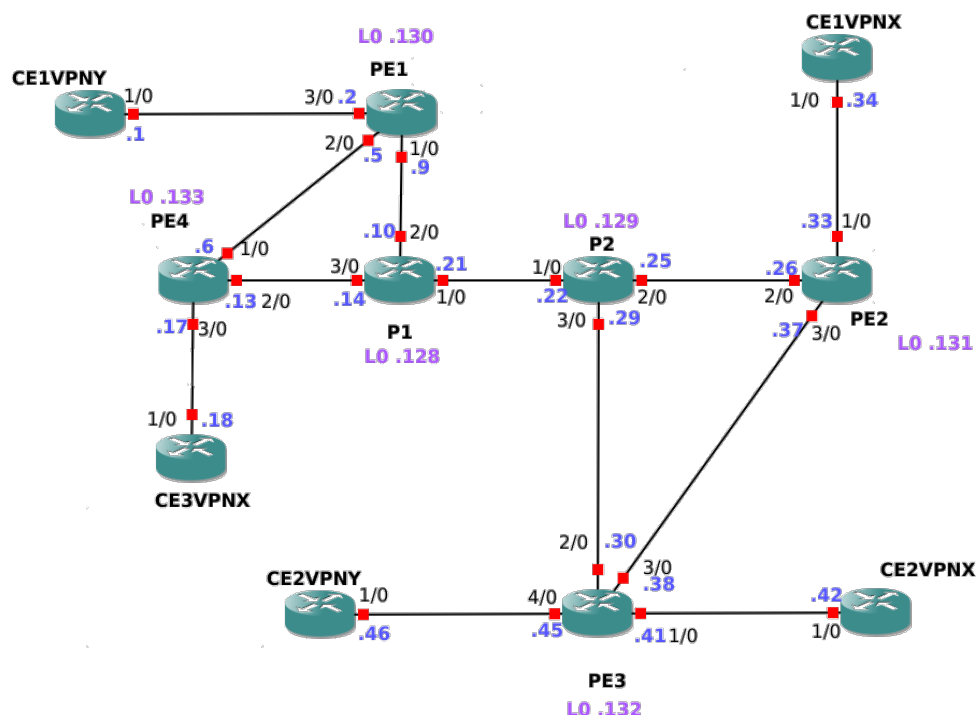 L0 .130
CE1VPNX
PE1
CE1VPNY
1/0
3/0 .2
1/0 .34
.1
2/0
.5
1/0
.9
L0 .133
PE4
L0 .129
P2
.33 1/0
.6 1/0
.10 2/0
3/0
.21
1/0
.25
.26
.13 2/0
.14
1/0
.22
2/0
2/0
PE2
.17
3/0
P1
3/0
.29
.37
3/0
L0 .128
L0 .131
1/0 .18
CE3VPNX
2/0 .30
3/0
.38
CE2VPNY
CE2VPNX
1/0
4/0
.42
.46
.45
.41 1/0
1/0
PE3
L0 .132